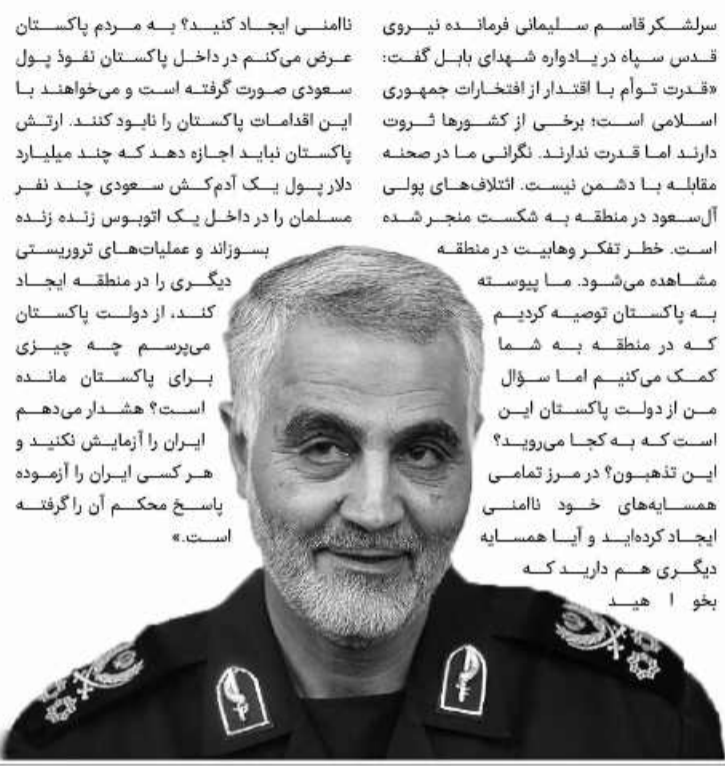 سرلشکر قاسم سلیمانی فرمانده نیروی
قدس سپاه در یادواره شهدای بابل گفت:
«قدرت توأم با اقتدار از افتخارات جمهوری
اسلامی است؛ برخی از کشورها ثروت
دارند اما قدرت ندارند. نگرانی ما در صحنه
مقابله با دشمن نیست. ائتلاف‌های پولی
آل‌سعود در منطقه به شکست منجر شده
است. خطر تفکر وهابیت در منطقه
مشاهده می‌شود. ما پیوسته
به پاکستان توصیه کردیم
که در منطقه به شما
کمک می‌کنیم اما سؤال
من از دولت پاکستان این
است که به کجا می‌روید؟
این تذهبون؟ در مرز تمامی
همسایه‌های خود ناامنی
ایجاد کرده‌اید و آیا همسایه
دیگری هم دارید که
بخو ا هید
ناامنی ایجاد کنید؟ به مردم پاکستان
عرض می‌کنم در داخل پاکستان نفوذ پول
سعودی صورت گرفته است و می‌خواهند با
این اقدامات پاکستان را نابود کنند. ارتش
پاکستان نباید اجازه دهد که چند میلیارد
دلار پول یک آدم‌کش سعودی چند نفر
مسلمان را در داخل یک اتوبوس زنده زنده
بسوزاند و عملیات‌های تروریستی
دیگری را در منطقه ایجاد
کند، از دولت پاکستان
می‌پرسم چه چیزی
برای پاکستان مانده
است؟ هشدار می‌دهم
ایران را آزمایش نکنید و
هر کسی ایران را آزموده
پاسخ محکم آن را گرفته
است.»